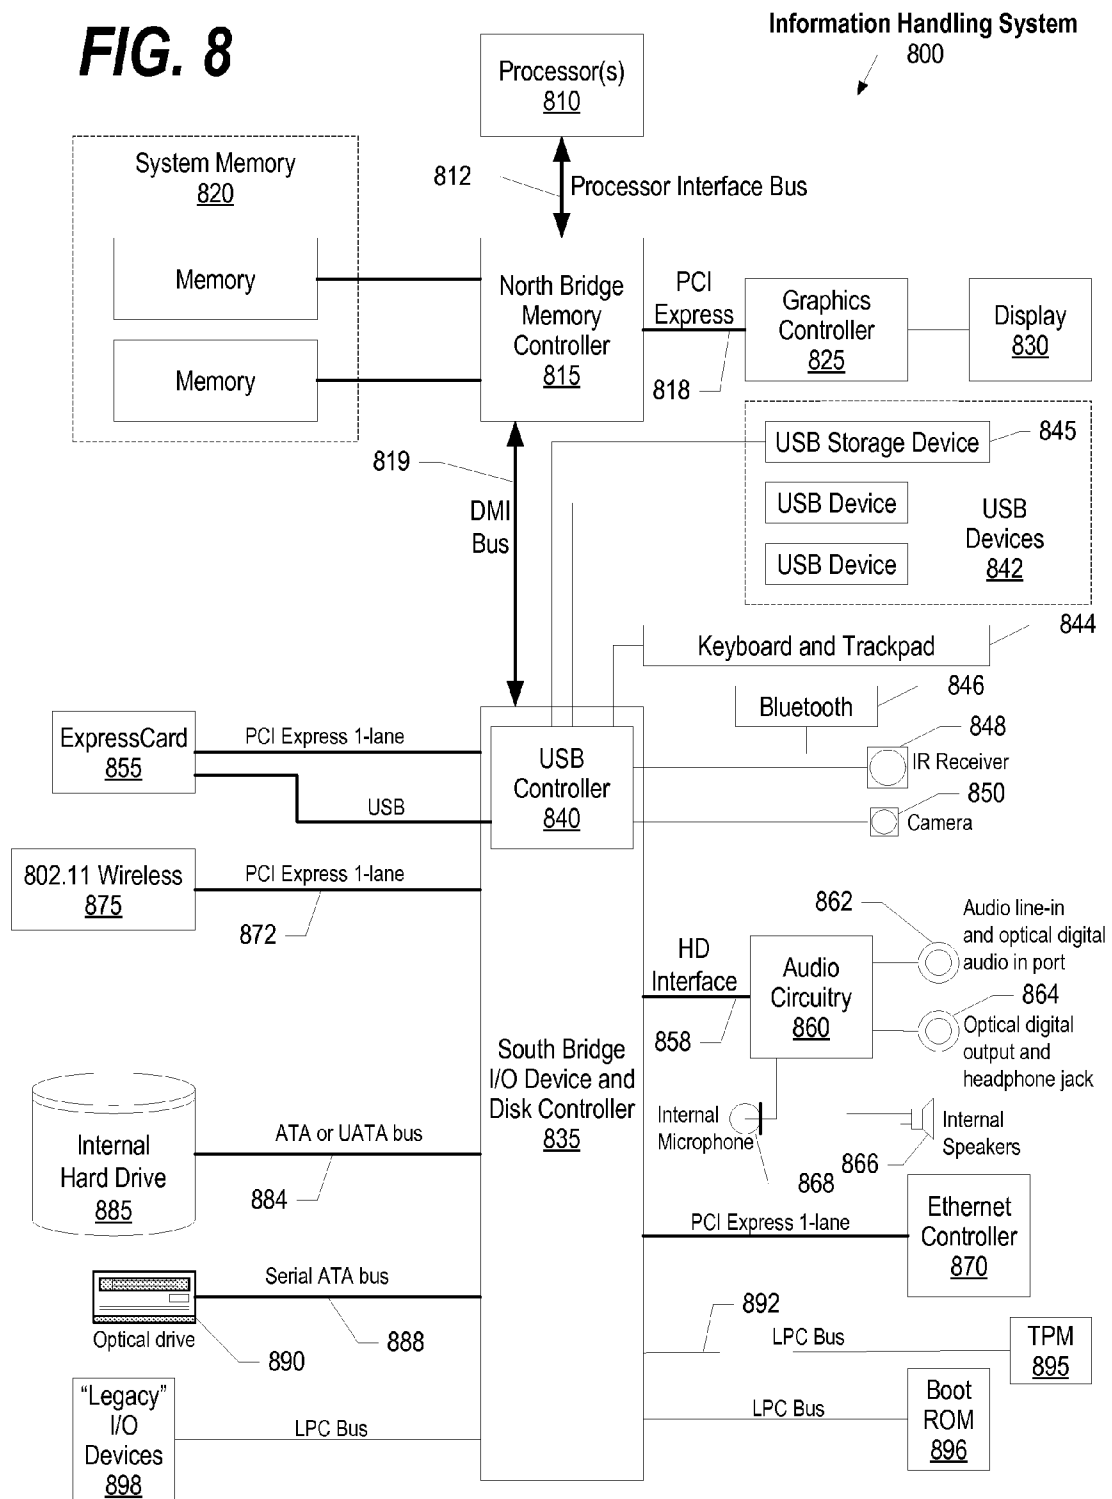 FIG. 8
Information Handling System
800
Processor(s)
810
812
Processor Interface Bus
System Memory
820
Memory
Memory
North Bridge
Memory
Controller
815
PCI
Express
818
Graphics
Controller
825
Display
830
819
DMI
Bus
USB Storage Device
845
USB Device
USB Device
USB
Devices
842
Keyboard and Trackpad
844
Bluetooth
846
848
IR Receiver
850
Camera
ExpressCard
855
PCI Express 1-lane
USB
USB
Controller
840
802.11 Wireless
875
PCI Express 1-lane
872
HD
Interface
858
Audio
Circuitry
860
862
Audio line-in
and optical digital
audio in port
864
Optical digital
output and
headphone jack
South Bridge
I/O Device and
Disk Controller
835
Internal
Microphone
868
866
Internal
Speakers
Internal
Hard Drive
885
ATA or UATA bus
884
PCI Express 1-lane
Ethernet
Controller
870
Serial ATA bus
888
Optical drive
890
892
LPC Bus
TPM
895
"Legacy"
I/O
Devices
898
LPC Bus
LPC Bus
Boot
ROM
896